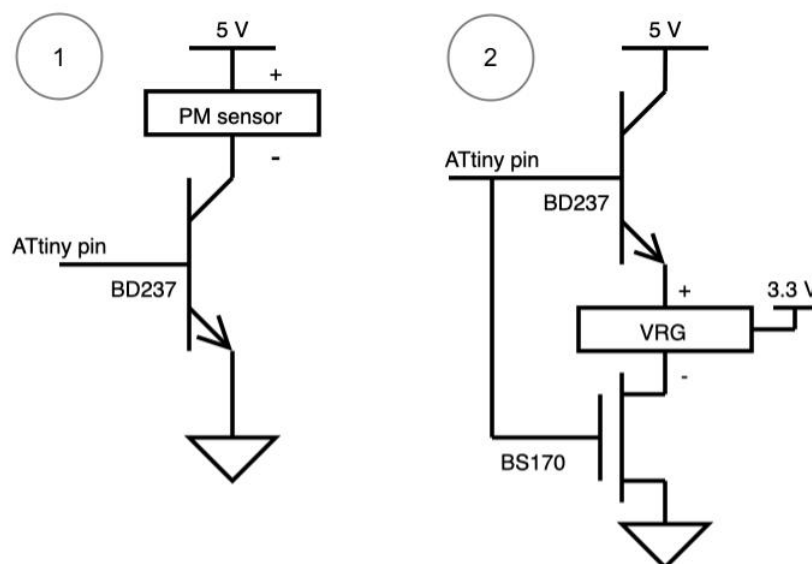 1
5 V
+
PM sensor
-
ATtiny pin
BD237
2
5 V
ATtiny pin
BD237
+
3.3 V
VRG
-
BS170